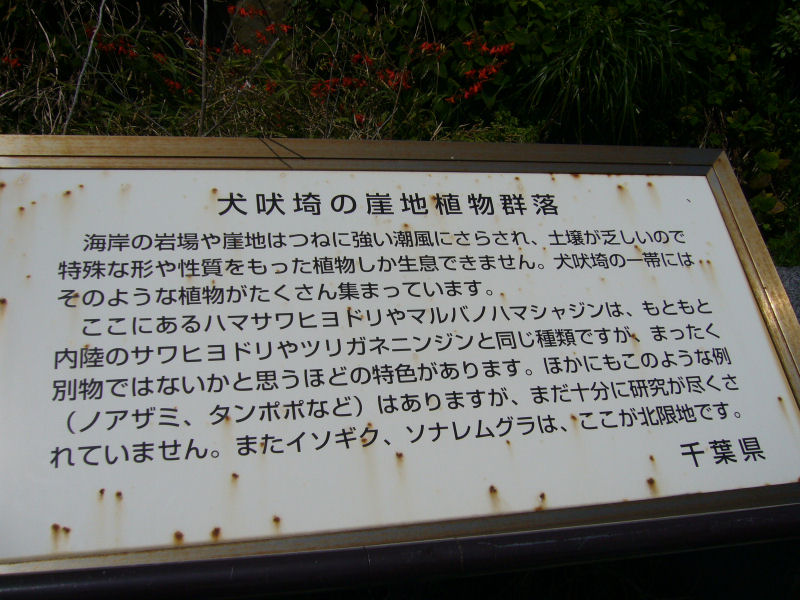 犬吠埼の崖地植物群落
海岸の岩場や崖地はつねに強い潮風にさらされ、土壌が乏しいので
特殊な形や性質をもった植物しか生息できません。犬吠埼の一帯には
そのような植物がたくさん集まっています。
ここにあるハマサワヒヨドリやマルバノハマシャジンは、もともと
内陸のサワヒヨドリやツリガネニンジンと同じ種類ですが、まったく
別物ではないかと思うほどの特色があります。ほかにもこのような例
（ノアザミ、タンポポなど）はありますが、まだ十分に研究が尽くさ
れていません。またイソギク、ソナレムグラは、ここが北限地です。
千葉県